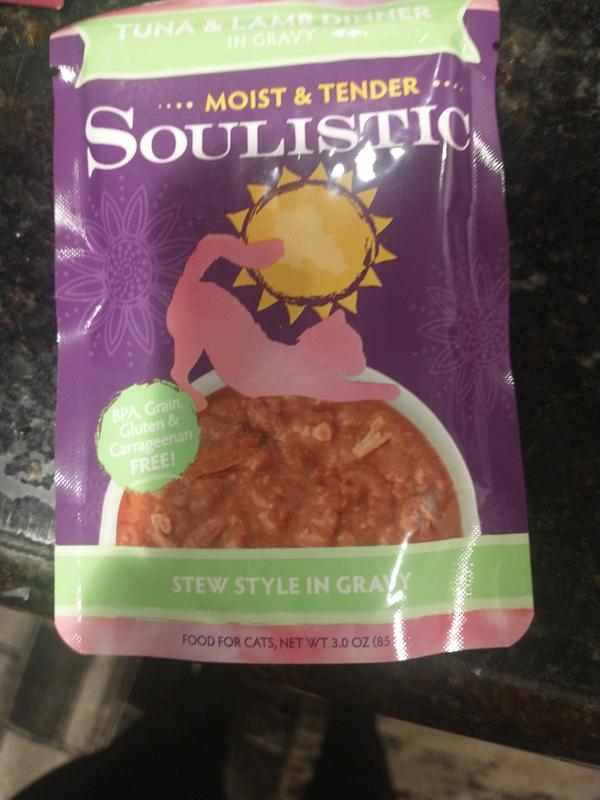 TUNA & LAMB DINNER
IN GRAVY
MOIST & TENDER
SOULISTIC
BPA, Grain,
Gluten &
Carrageenan
FREE!
STEW STYLE IN GRAVY
FOOD FOR CATS, NET WT 3.0 OZ (85